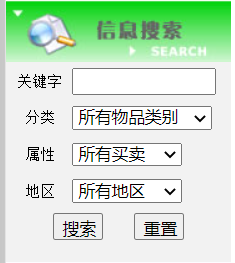 信息搜索
SEARCH
关键字
分类 所有物品类别
属性 所有买卖
地区 所有地区
搜索 重置